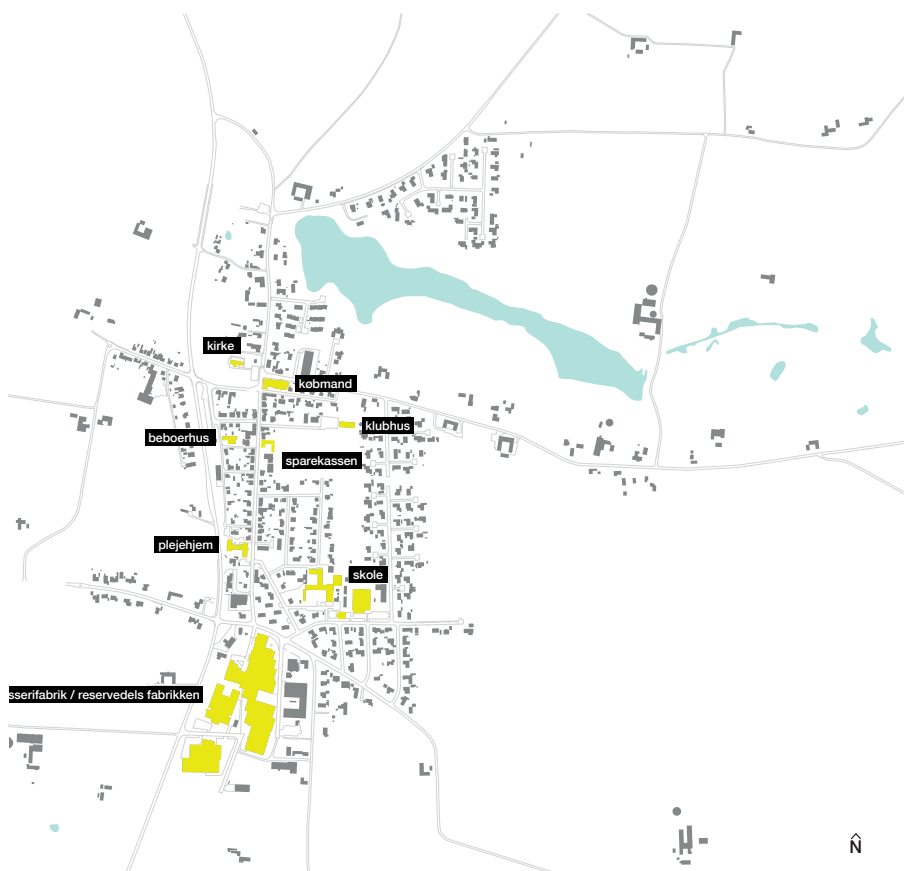 kirke
købmand
klubhus
beboerhus
sparekassen
plejehjem
skole
sserifabrik / reservedels fabrikken
N